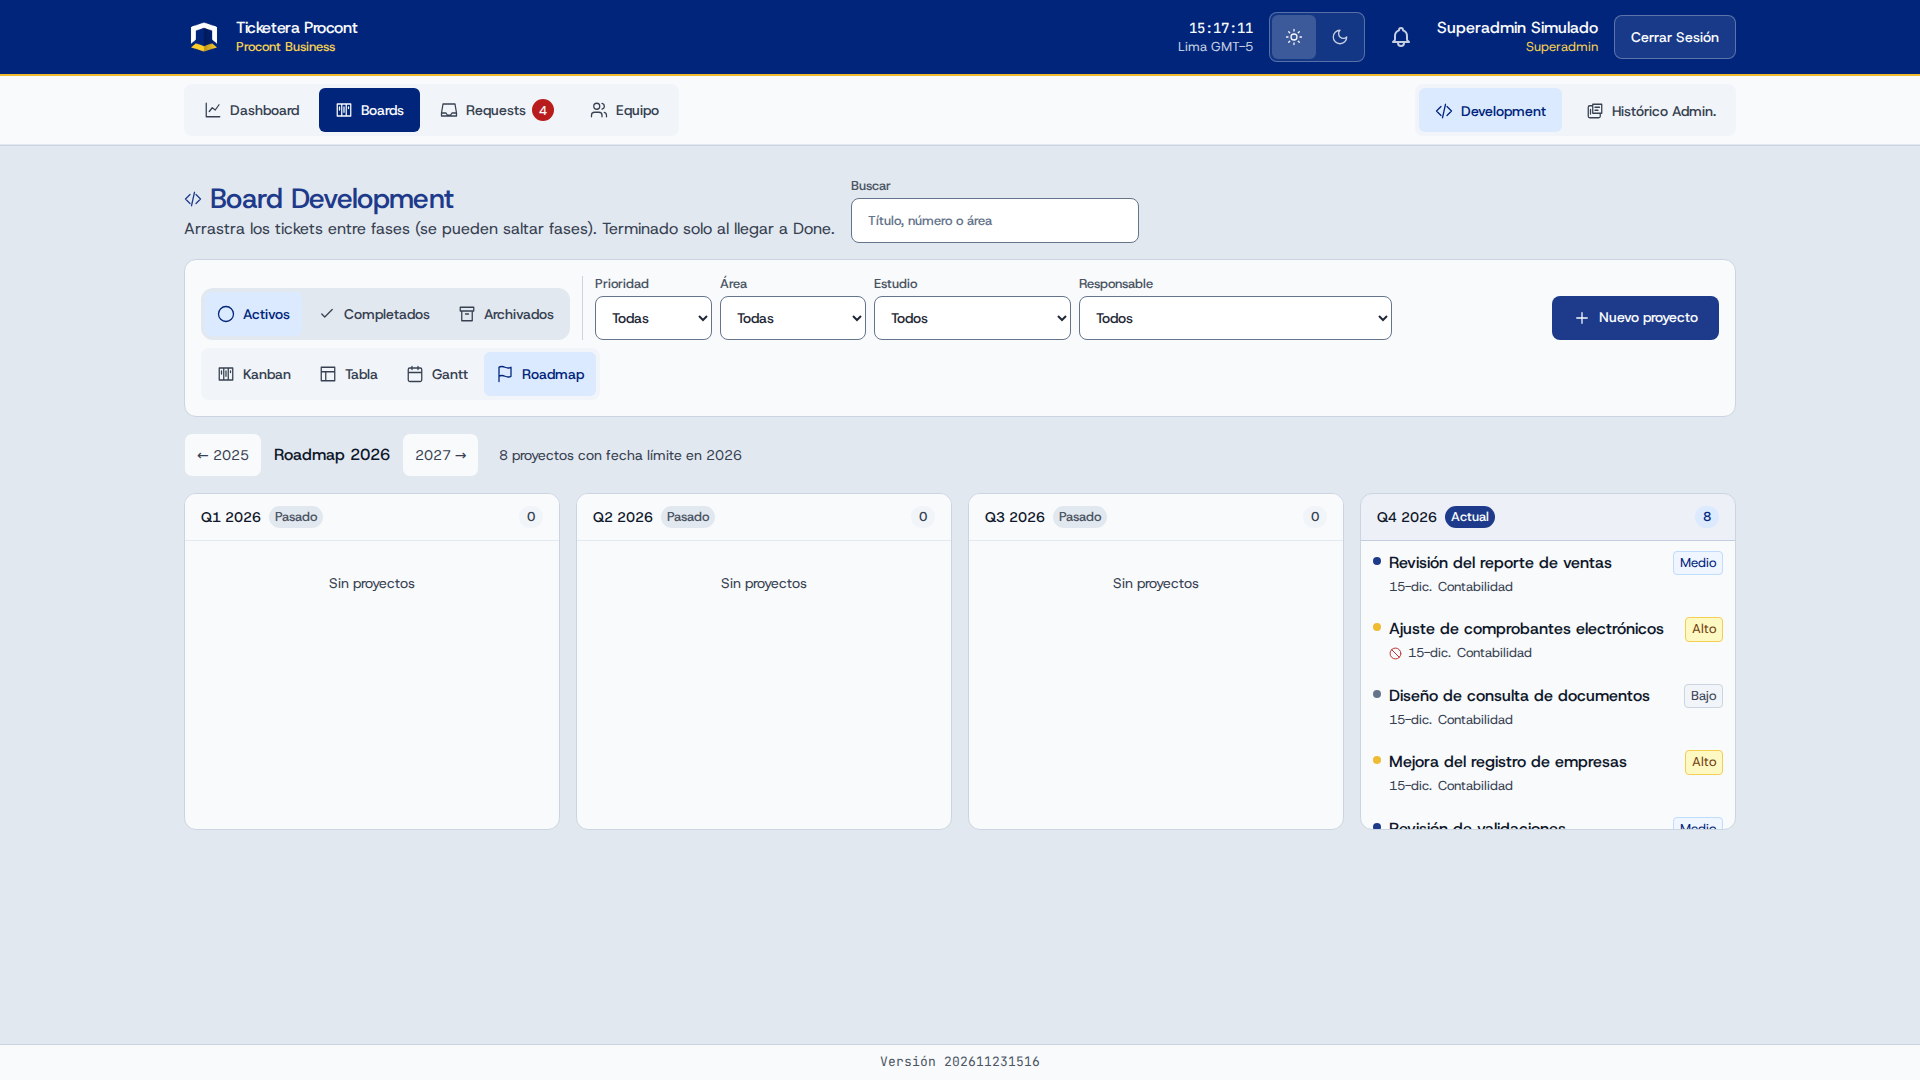 Ticketera Procont
Procont Business
15:17:11
Lima GMT-5
Superadmin Simulado
Superadmin
Cerrar Sesión
Dashboard
Boards
Requests 4
Equipo
Development
Histórico Admin.
Board Development
Arrastra los tickets entre fases (se pueden saltar fases). Terminado solo al llegar a Done.
Buscar
Título, número o área
Activos
Completados
Archivados
Prioridad
Todas
Área
Todas
Estudio
Todos
Responsable
Todos
+ Nuevo proyecto
Kanban
Tabla
Gantt
Roadmap
← 2025
Roadmap 2026
2027 →
8 proyectos con fecha límite en 2026
Q1 2026 Pasado 0
Sin proyectos
Q2 2026 Pasado 0
Sin proyectos
Q3 2026 Pasado 0
Sin proyectos
Q4 2026 Actual 8
Revisión del reporte de ventas Medio
15-dic. Contabilidad
Ajuste de comprobantes electrónicos Alto
15-dic. Contabilidad
Diseño de consulta de documentos Bajo
15-dic. Contabilidad
Mejora del registro de empresas Alto
15-dic. Contabilidad
Revisión de validaciones Medio
Versión 202611231516